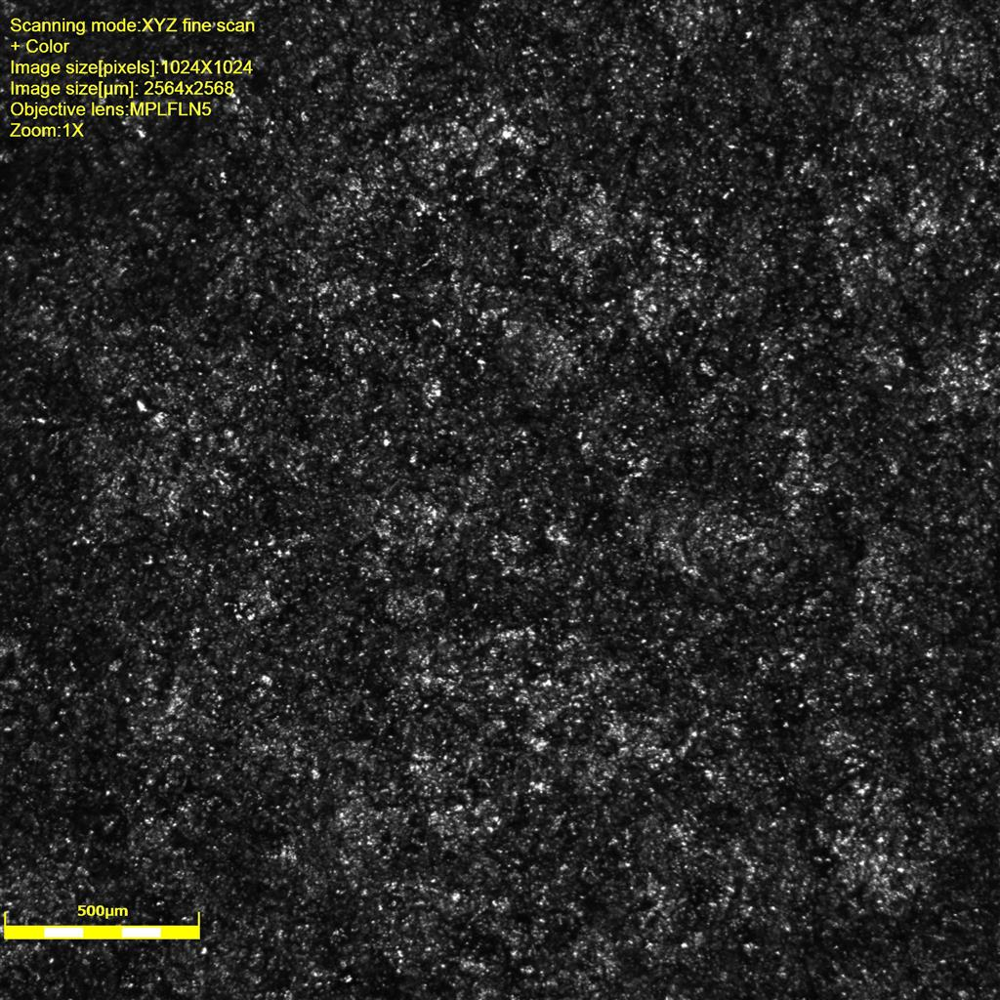 Scanning mode:XYZ fine scan
+ Color
Image size[pixels]:1024X1024
Image size[µm]: 2564x2568
Objective lens:MPLFLN5
Zoom:1X
500µm